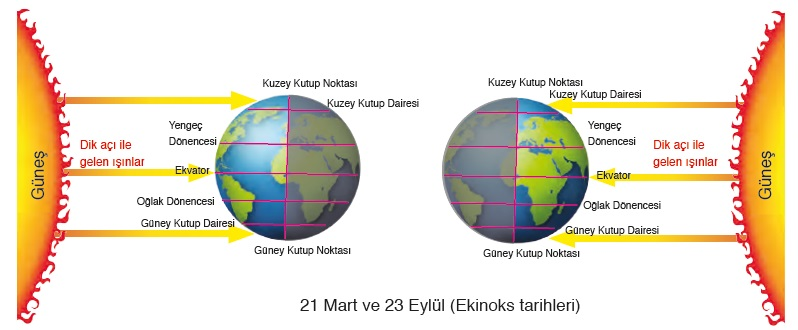 Güneş
Dik açı ile
gelen ışınlar
Kuzey Kutup Noktası
Kuzey Kutup Dairesi
Yengeç
Dönencesi
Ekvator
Oğlak Dönencesi
Güney Kutup Dairesi
Güney Kutup Noktası
Kuzey Kutup Noktası
Kuzey Kutup Dairesi
Yengeç
Dönencesi
Ekvator
Oğlak Dönencesi
Güney Kutup Dairesi
Güney Kutup Noktası
Dik açı ile
gelen ışınlar
Güneş
21 Mart ve 23 Eylül (Ekinoks tarihleri)